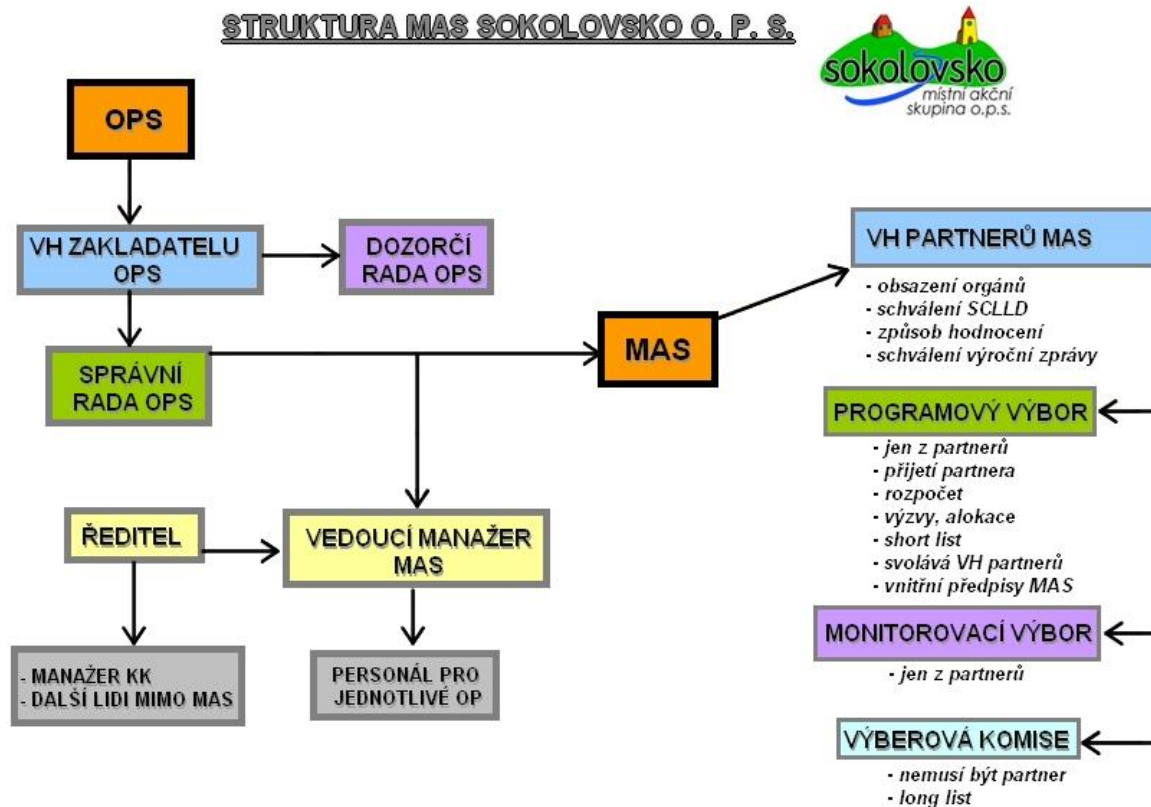 STRUKTURA MAS SOKOLOVSKO O. P. S.
sokolovsko
místní akční
skupina o.p.s.
OPS
VH ZAKLADATELU
OPS
DOZORČÍ
RADA OPS
SPRÁVNÍ
RADA OPS
MAS
VH PARTNERŮ MAS
- obsazení orgánů
- schválení SCLLD
- způsob hodnocení
- schválení výroční zprávy
PROGRAMOVÝ VÝBOR
- jen z partnerů
- přijetí partnera
- rozpočet
- výzvy, alokace
- short list
- svolává VH partnerů
- vnitřní předpisy MAS
ŘEDITEL
VEDOUCÍ MANAŽER
MAS
- MANAŽER KK
- DALŠÍ LIDI MIMO MAS
PERSONÁL PRO
JEDNOTLIVÉ OP
MONITOROVACÍ VÝBOR
- jen z partnerů
VÝBEROVÁ KOMISE
- nemusí být partner
- long list